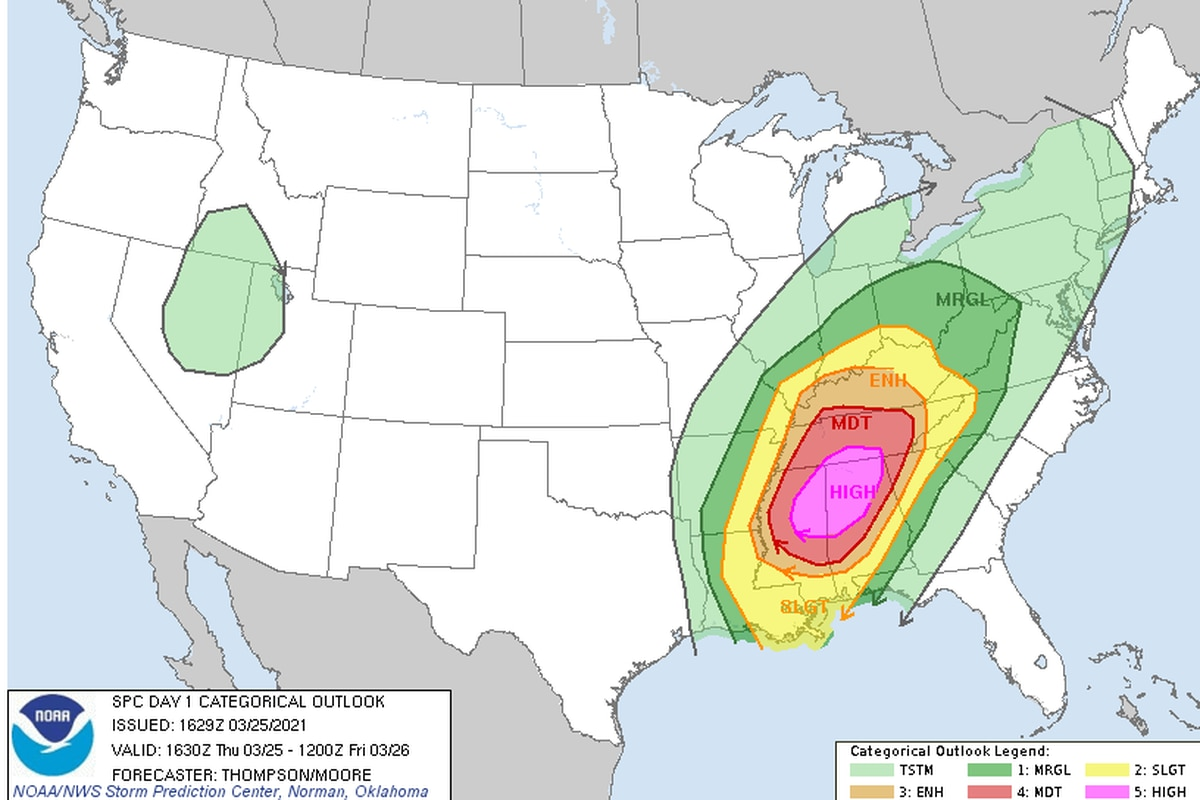 MRGL
ENH
MDT
HIGH
SLGT
NOAA
SPC DAY 1 CATEGORICAL OUTLOOK
ISSUED: 1629Z 03/25/2021
VALID: 1630Z Thu 03/25 - 1200Z Fri 03/26
FORECASTER: THOMPSON/MOORE
NOAA/NWS Storm Prediction Center, Norman, Oklahoma
Categorical Outlook Legend:
TSTM 1: MRGL 2: SLGT
3: ENH 4: MDT 5: HIGH